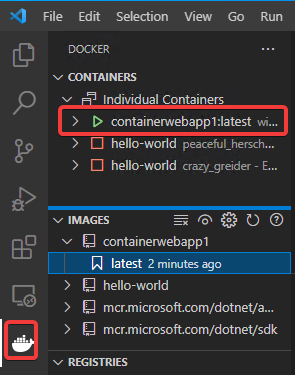 File Edit Selection View Go Run
DOCKER ...
CONTAINERS
Individual Containers
containerwebapp1:latest wi...
hello-world peaceful_hersch...
hello-world crazy_greider - E...
IMAGES
containerwebapp1
latest 2 minutes ago
hello-world
mcr.microsoft.com/dotnet/a...
mcr.microsoft.com/dotnet/sdk
REGISTRIES